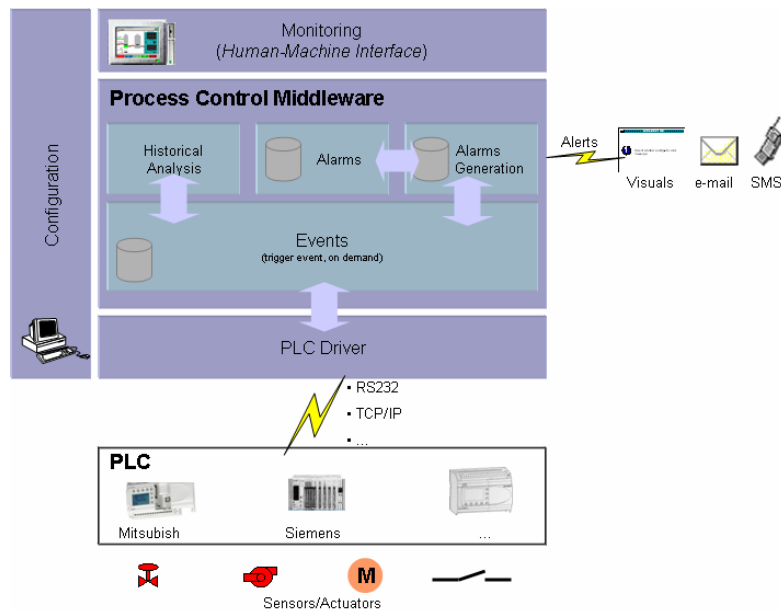 Monitoring
(Human-Machine Interface)
Configuration
Process Control Middleware
Historical
Analysis
Alarms
Alarms
Generation
Events
(trigger event, on demand)
Alerts
Visuals
e-mail
SMS
PLC Driver
▪ RS232
▪ TCP/IP
▪ ...
PLC
Mitsubish
Siemens
...
M
Sensors/Actuators